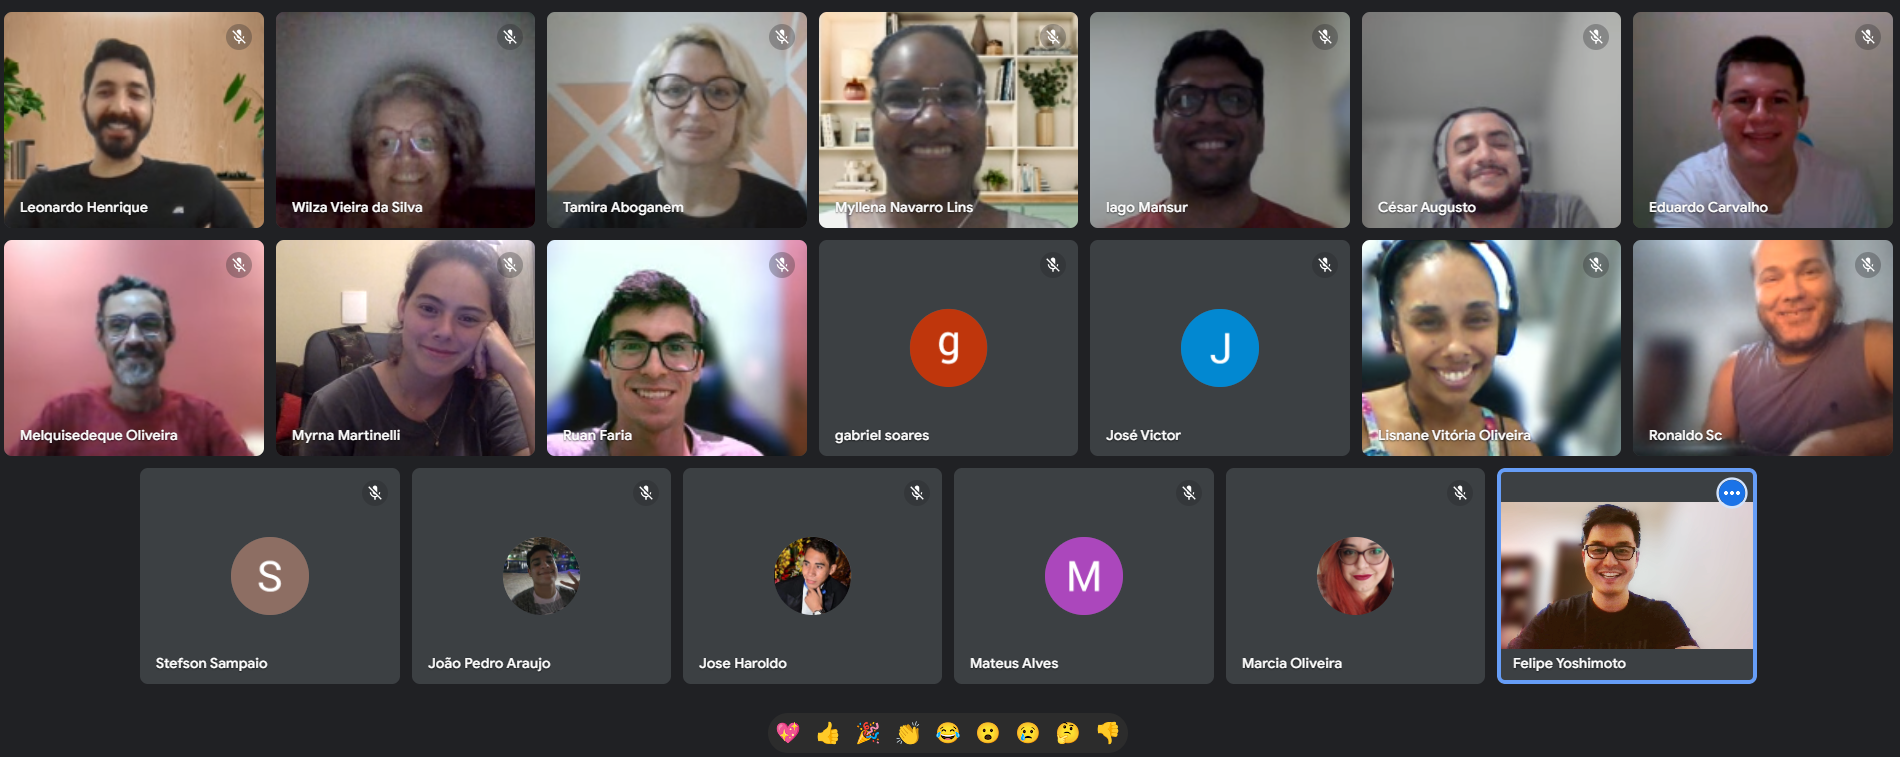 Leonardo Henrique
Wilza Vieira da Silva
Tamira Aboganem
Myllena Navarro Lins
Iago Mansur
César Augusto
Eduardo Carvalho
Melquisedeque Oliveira
Myrna Martinelli
Ruan Faria
g
gabriel soares
J
José Victor
Lisnane Vitória Oliveira
Ronaldo Sc
S
Stefson Sampaio
João Pedro Araujo
Jose Haroldo
M
Mateus Alves
Marcia Oliveira
Felipe Yoshimoto